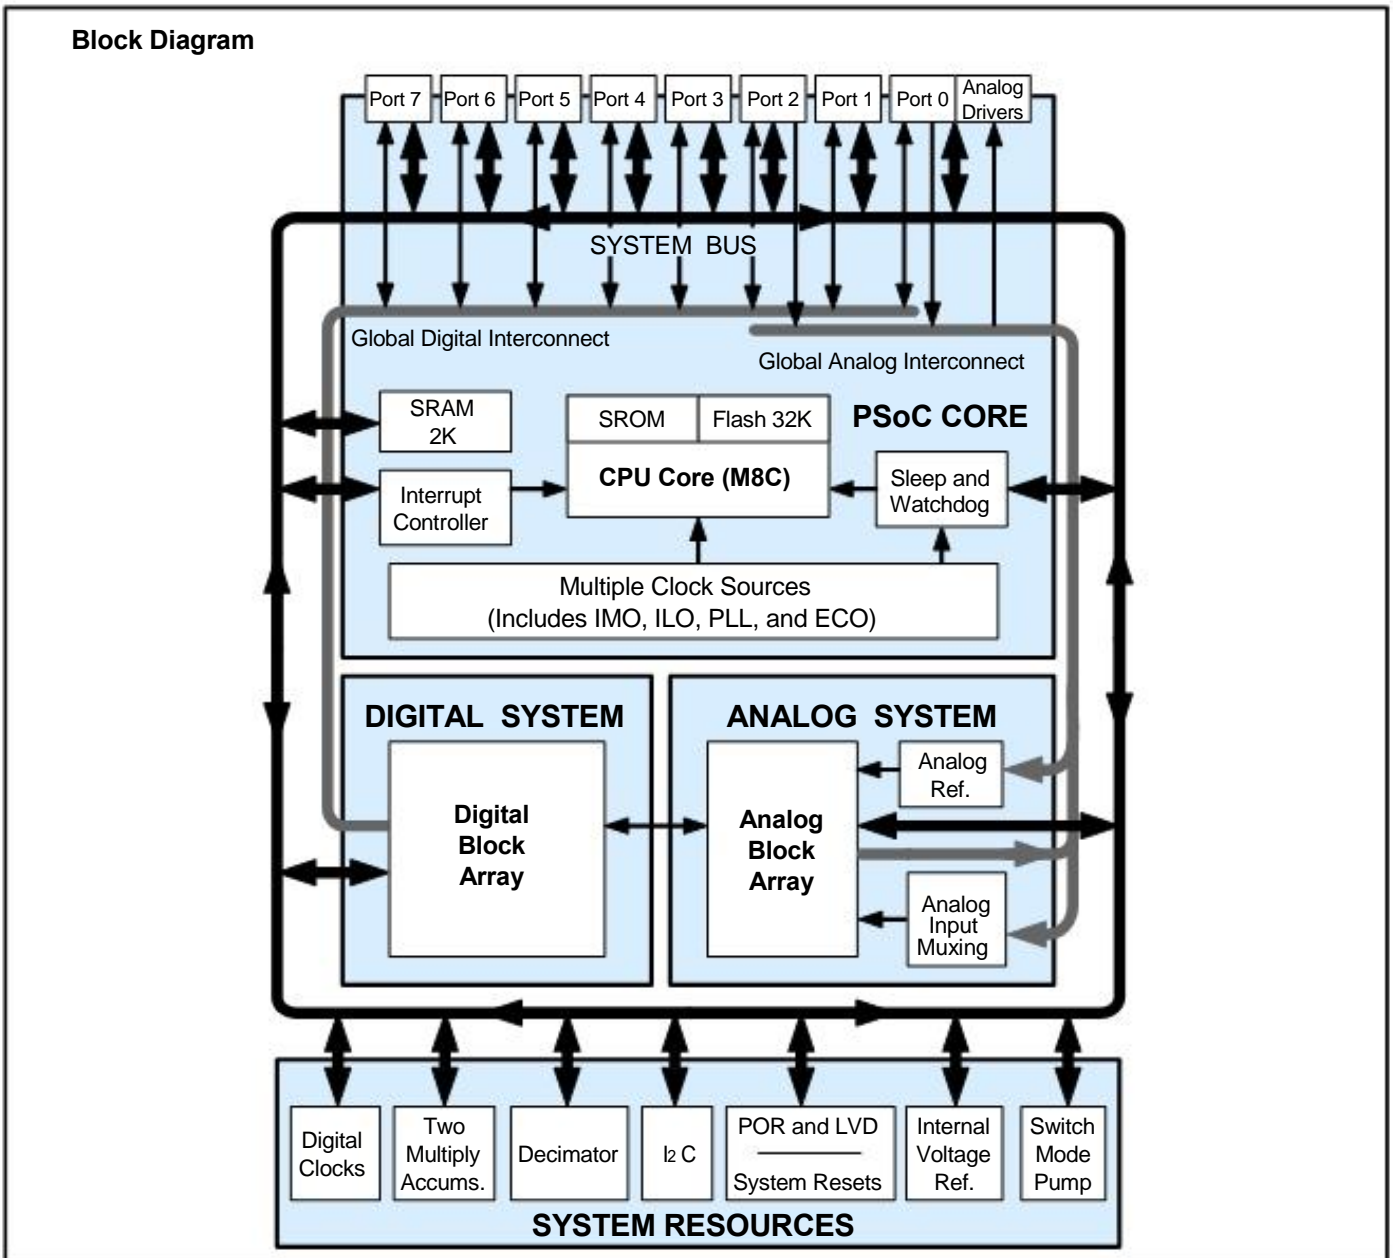 Block Diagram
Port 7
Port 6
Port 5
Port 4
Port 3
Port 2
Port 1
Port 0
Analog
Drivers
SYSTEM BUS
Global Digital Interconnect
Global Analog Interconnect
PSoC CORE
SRAM
2K
SROM
Flash 32K
CPU Core (M8C)
Interrupt
Controller
Sleep and
Watchdog
Multiple Clock Sources
(Includes IMO, ILO, PLL, and ECO)
DIGITAL SYSTEM
Digital
Block
Array
ANALOG SYSTEM
Analog
Block
Array
Analog
Ref.
Analog
Input
Muxing
Digital
Clocks
Two
Multiply
Accums.
Decimator
I2 C
POR and LVD
System Resets
Internal
Voltage
Ref.
Switch
Mode
Pump
SYSTEM RESOURCES